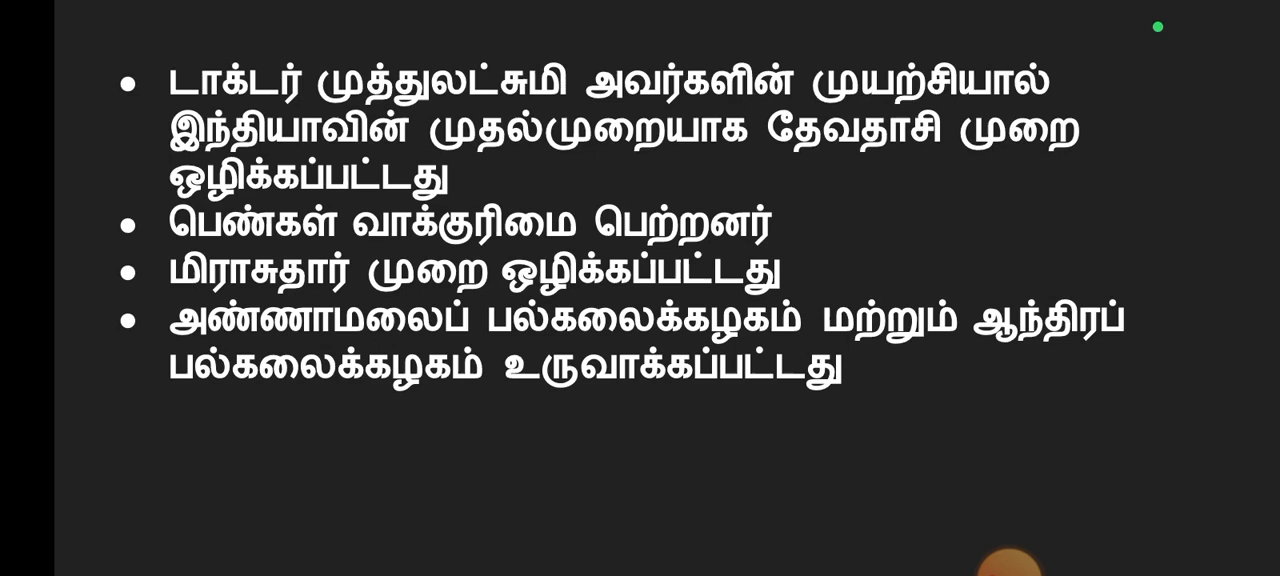 • டாக்டர் முத்துலட்சுமி அவர்களின் முயற்சியால்
இந்தியாவின் முதல்முறையாக தேவதாசி முறை
ஒழிக்கப்பட்டது
• பெண்கள் வாக்குரிமை பெற்றனர்
• மிராசுதார் முறை ஒழிக்கப்பட்டது
• அண்ணாமலைப் பல்கலைக்கழகம் மற்றும் ஆந்திரப்
பல்கலைக்கழகம் உருவாக்கப்பட்டது